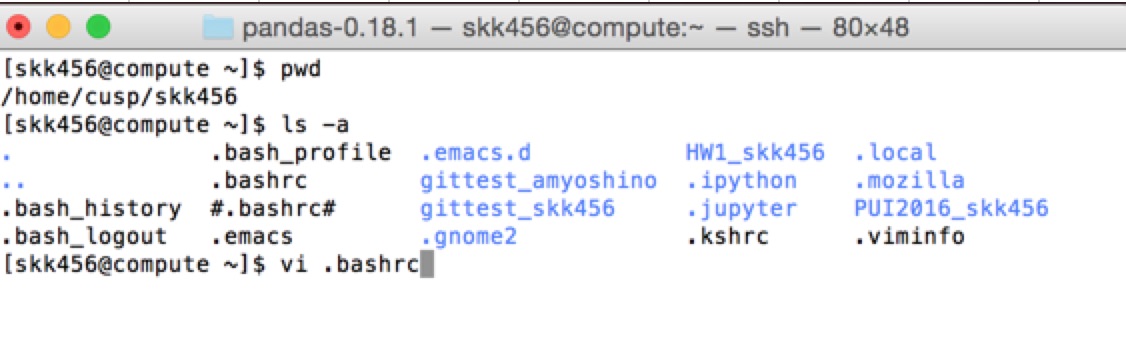 pandas-0.18.1 — skk456@compute:~ — ssh — 80×48
[skk456@compute ~]$ pwd
/home/cusp/skk456
[skk456@compute ~]$ ls -a
. .bash_profile .emacs.d HW1_skk456 .local
.. .bashrc gittest_amyoshino .ipython .mozilla
.bash_history #.bashrc# gittest_skk456 .jupyter PUI2016_skk456
.bash_logout .emacs .gnome2 .kshrc .viminfo
[skk456@compute ~]$ vi .bashrc